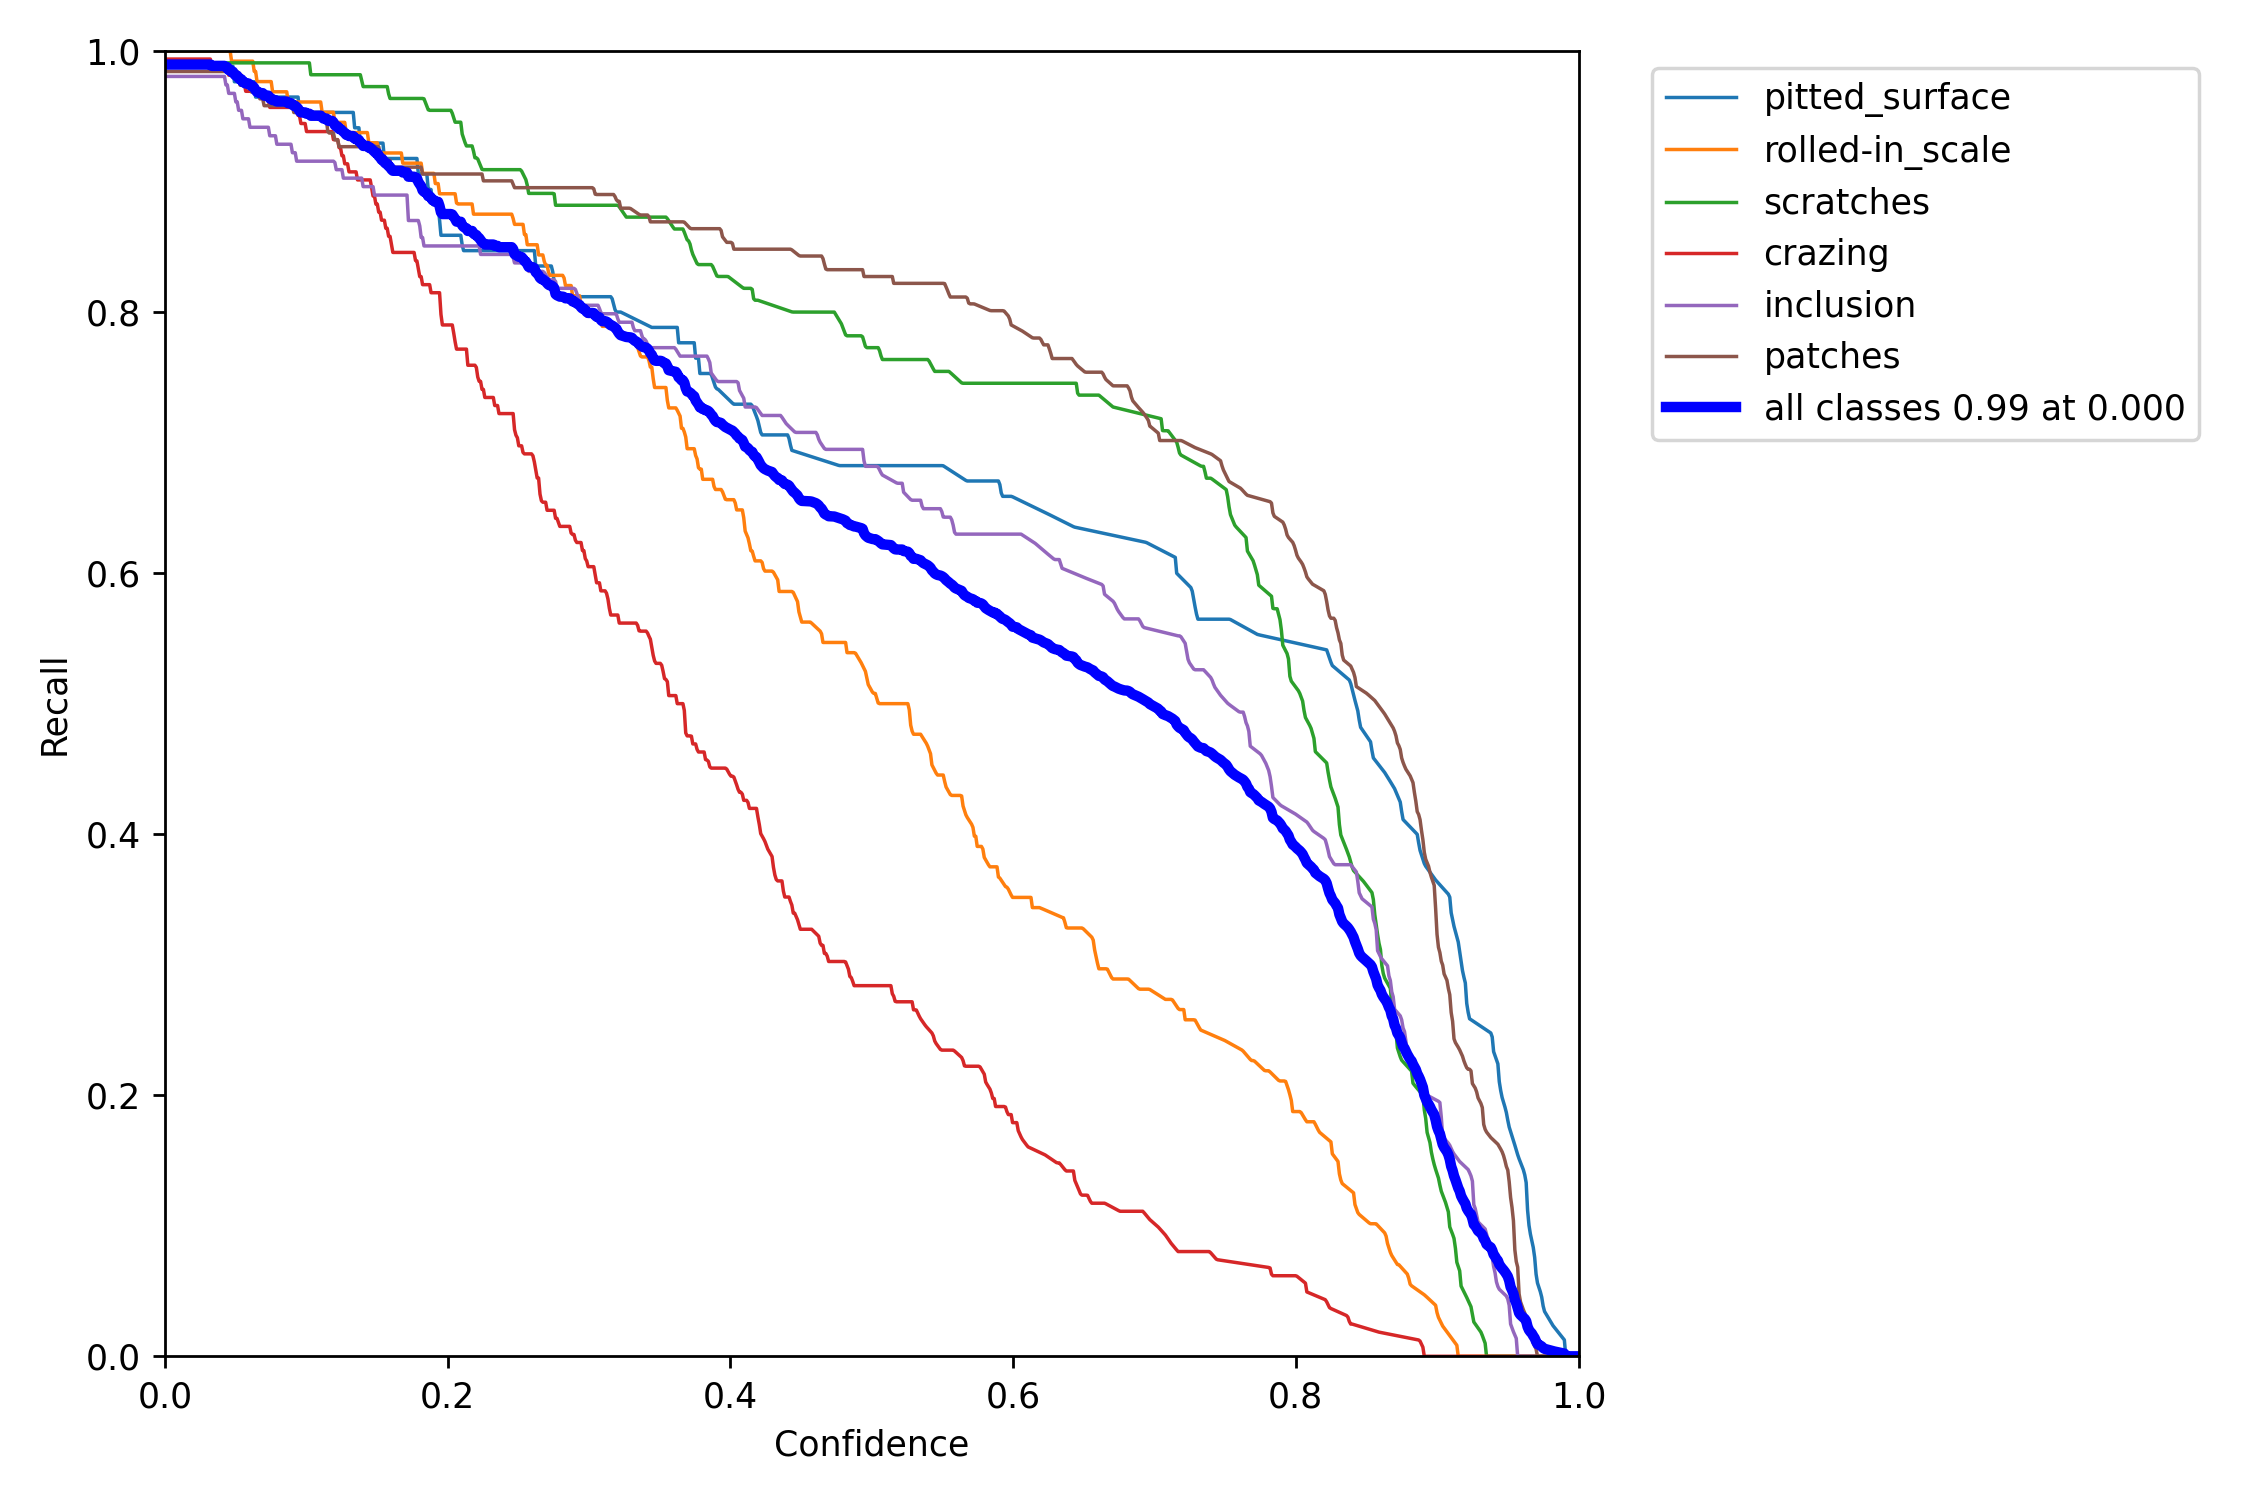 1.0
0.8
0.6
0.4
0.2
0.0
Recall
0.0 0.2 0.4 0.6 0.8 1.0
Confidence
pitted_surface
rolled-in_scale
scratches
crazing
inclusion
patches
all classes 0.99 at 0.000